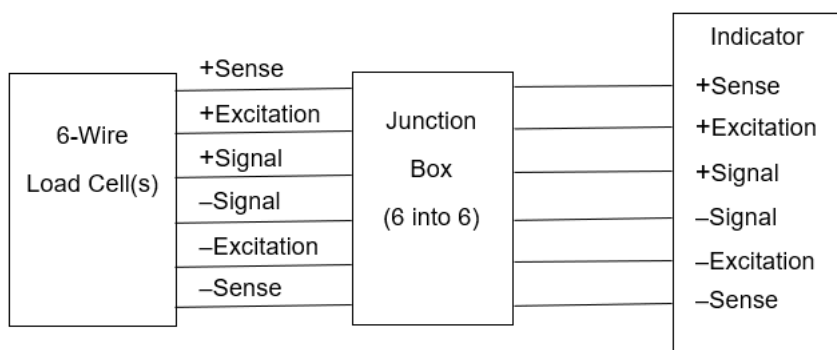 6-Wire
Load Cell(s)
+Sense
+Excitation
+Signal
–Signal
–Excitation
–Sense
Junction
Box
(6 into 6)
Indicator
+Sense
+Excitation
+Signal
–Signal
–Excitation
–Sense